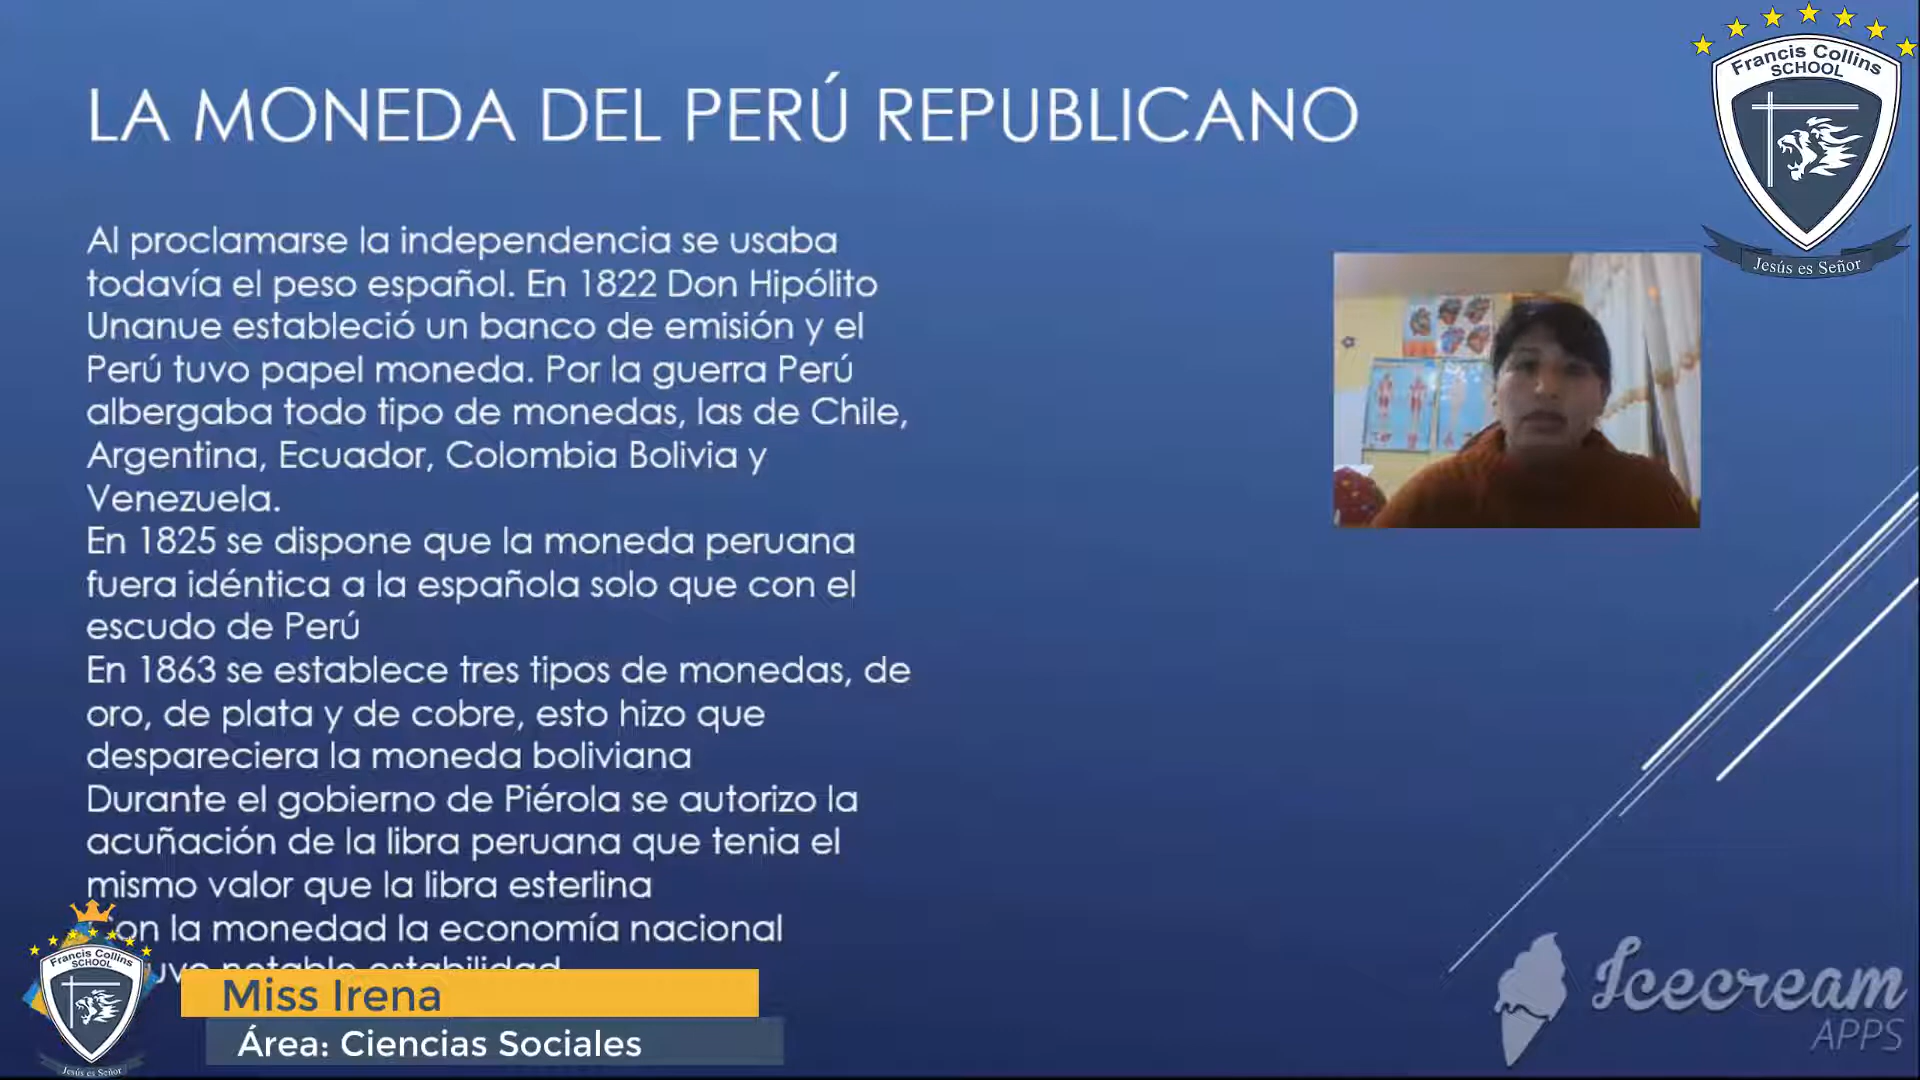 LA MONEDA DEL PERÚ REPUBLICANO
Al proclamarse la independencia se usaba
todavía el peso español. En 1822 Don Hipólito
Unanue estableció un banco de emisión y el
Perú tuvo papel moneda. Por la guerra Perú
albergaba todo tipo de monedas, las de Chile,
Argentina, Ecuador, Colombia Bolivia y
Venezuela.
En 1825 se dispone que la moneda peruana
fuera idéntica a la española solo que con el
escudo de Perú
En 1863 se establece tres tipos de monedas, de
oro, de plata y de cobre, esto hizo que
despareciera la moneda boliviana
Durante el gobierno de Piérola se autorizo la
acuñación de la libra peruana que tenia el
mismo valor que la libra esterlina
on la monedad la economía nacional
notable estabilidad
Francis Collins
SCHOOL
Jesús es Señor
Francis Collins
SCHOOL
Jesús es Señor
Miss Irena
Área: Ciencias Sociales
Icecream
APPS